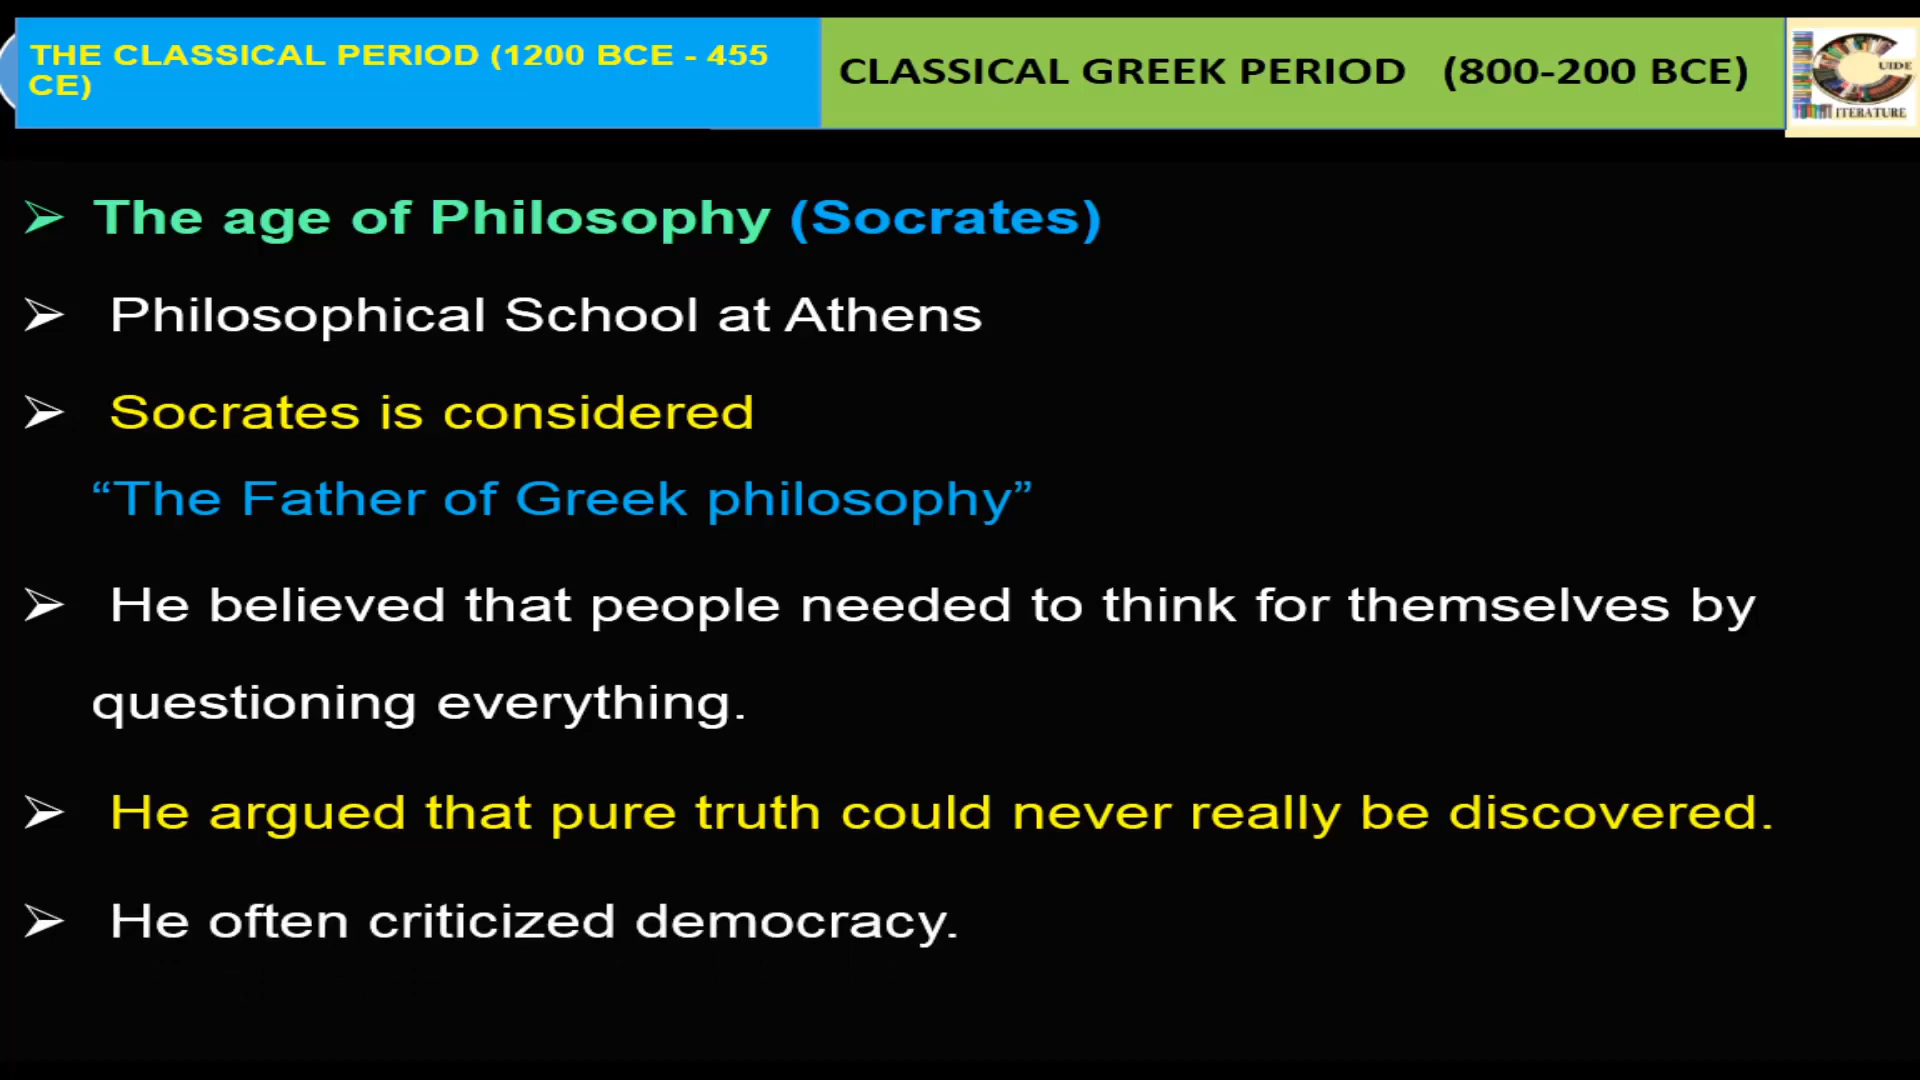 THE CLASSICAL PERIOD (1200 BCE - 455
CE)
CLASSICAL GREEK PERIOD (800-200 BCE)
UIDE
ITERATURE
➢ The age of Philosophy (Socrates)
➢ Philosophical School at Athens
➢ Socrates is considered
“The Father of Greek philosophy”
➢ He believed that people needed to think for themselves by
questioning everything.
➢ He argued that pure truth could never really be discovered.
➢ He often criticized democracy.